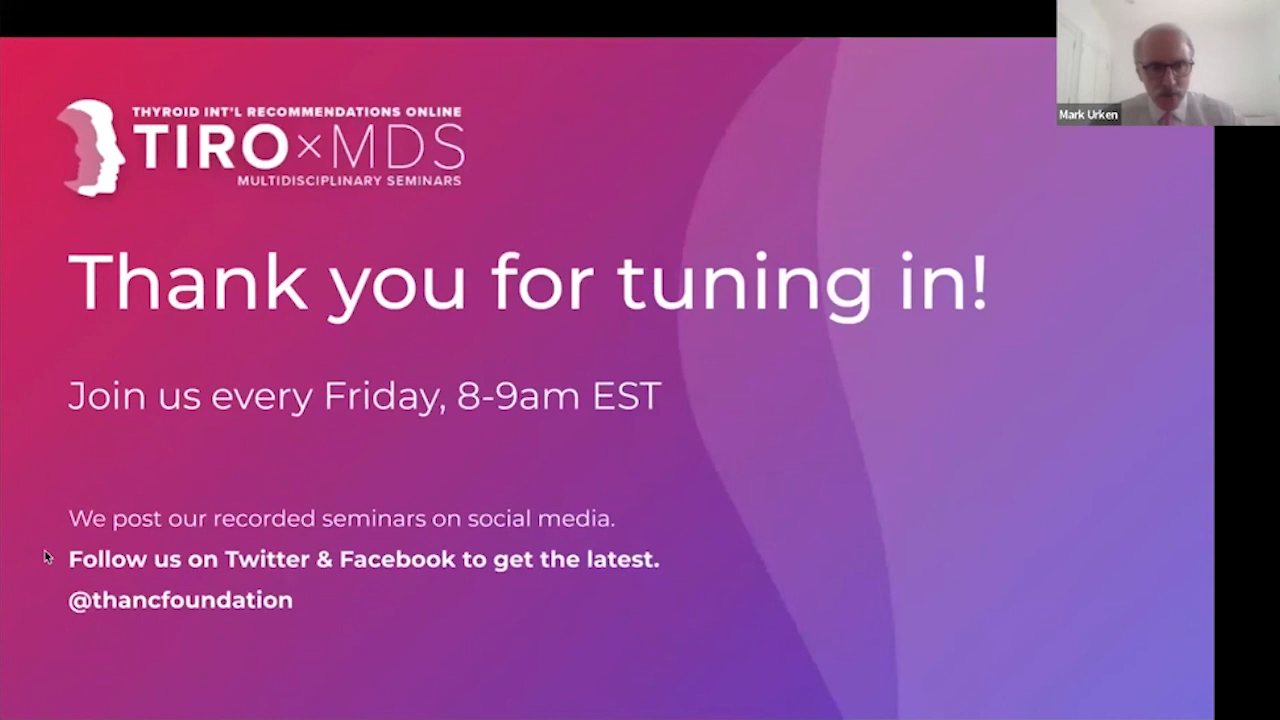 THYROID INT'L RECOMMENDATIONS ONLINE
TIRO×MDS
MULTIDISCIPLINARY SEMINARS
Mark Urken
Thank you for tuning in!
Join us every Friday, 8-9am EST
We post our recorded seminars on social media.
Follow us on Twitter & Facebook to get the latest.
@thancfoundation